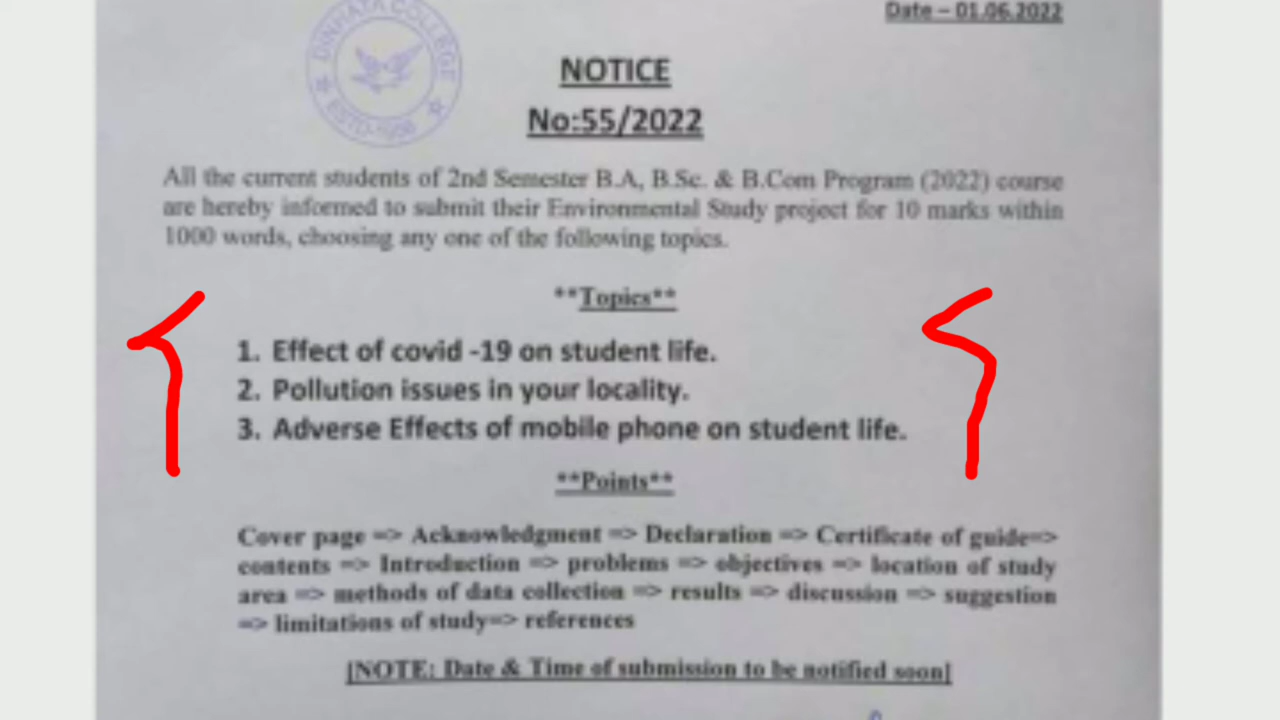 DINHATA COLLEGE
Date – 01.06.2022
NOTICE
No:55/2022
All the current students of 2nd Semester B.A, B.Sc. & B.Com Program (2022) course
are hereby informed to submit their Environmental Study project for 10 marks within
1000 words, choosing any one of the following topics.
**Topics**
1. Effect of covid -19 on student life.
2. Pollution issues in your locality.
3. Adverse Effects of mobile phone on student life.
**Points**
Cover page => Acknowledgment => Declaration => Certificate of guide=>
contents => Introduction => problems => objectives => location of study
area => methods of data collection => results => discussion => suggestion
=> limitations of study=> references
[NOTE: Date & Time of submission to be notified soon]